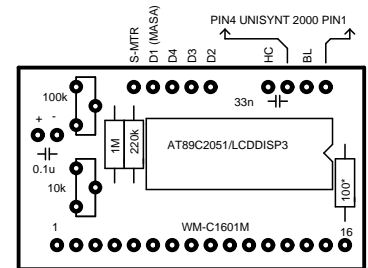 PIN4 UNISYNT 2000 PIN1
S-MTR
D1 (MASA)
D4
D3
D2
HC
BL
100k
33n
+ -
0.1u
1M
220k
AT89C2051/LCDDISP3
100*
10k
1
WM-C1601M
16